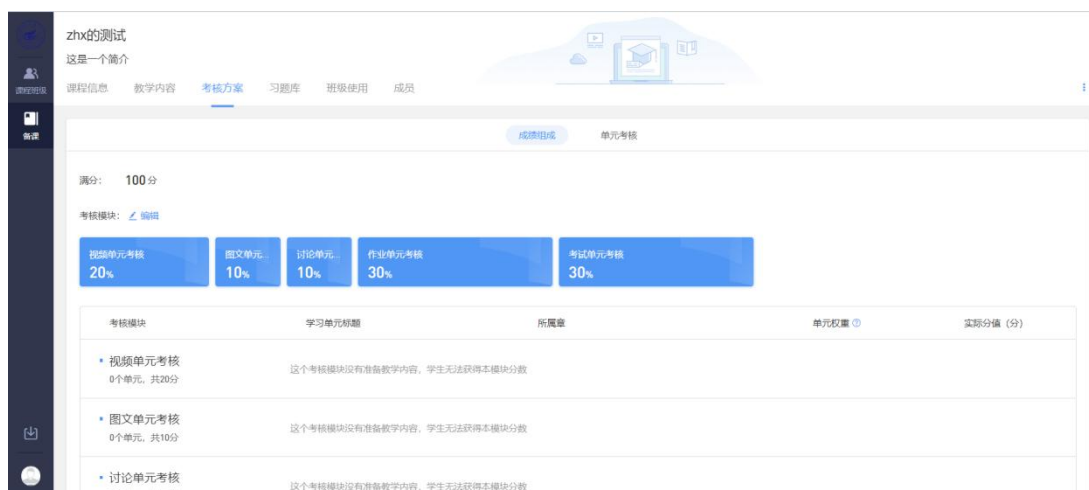 zhx的测试
这是一个简介
课程班级
备课
课程信息 教学内容 考核方案 习题库 班级使用 成员
成绩组成 单元考核
满分： 100分
考核模块： 编辑
视频单元考核 图文单元... 讨论单元... 作业单元考核 考试单元考核
20% 10% 10% 30% 30%
考核模块 学习单元标题 所属章 单元权重 实际分值（分）
视频单元考核
0个单元，共20分
这个考核模块没有准备教学内容，学生无法获得本模块分数
图文单元考核
0个单元，共10分
这个考核模块没有准备教学内容，学生无法获得本模块分数
讨论单元考核
这个考核模块没有准备教学内容，学生无法获得本模块分数